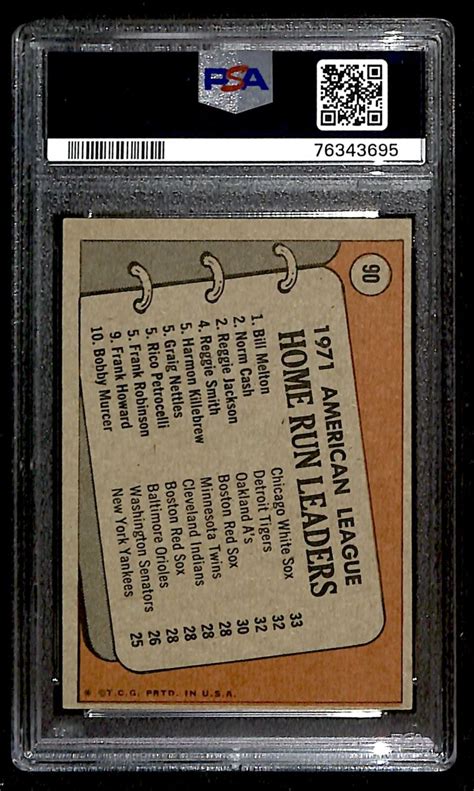 PSA
76343695
90
1971 AMERICAN LEAGUE
HOME RUN LEADERS
1. Bill Melton Chicago White Sox 33
2. Norm Cash Detroit Tigers 32
2. Reggie Jackson Oakland A's 32
4. Reggie Smith Boston Red Sox 30
5. Harmon Killebrew Minnesota Twins 28
5. Graig Nettles Cleveland Indians 28
5. Rico Petrocelli Boston Red Sox 28
5. Frank Robinson Baltimore Orioles 28
9. Frank Howard Washington Senators 26
10. Bobby Murcer New York Yankees 25
* ©T.C.G. PRTD. IN U.S.A.
PSA